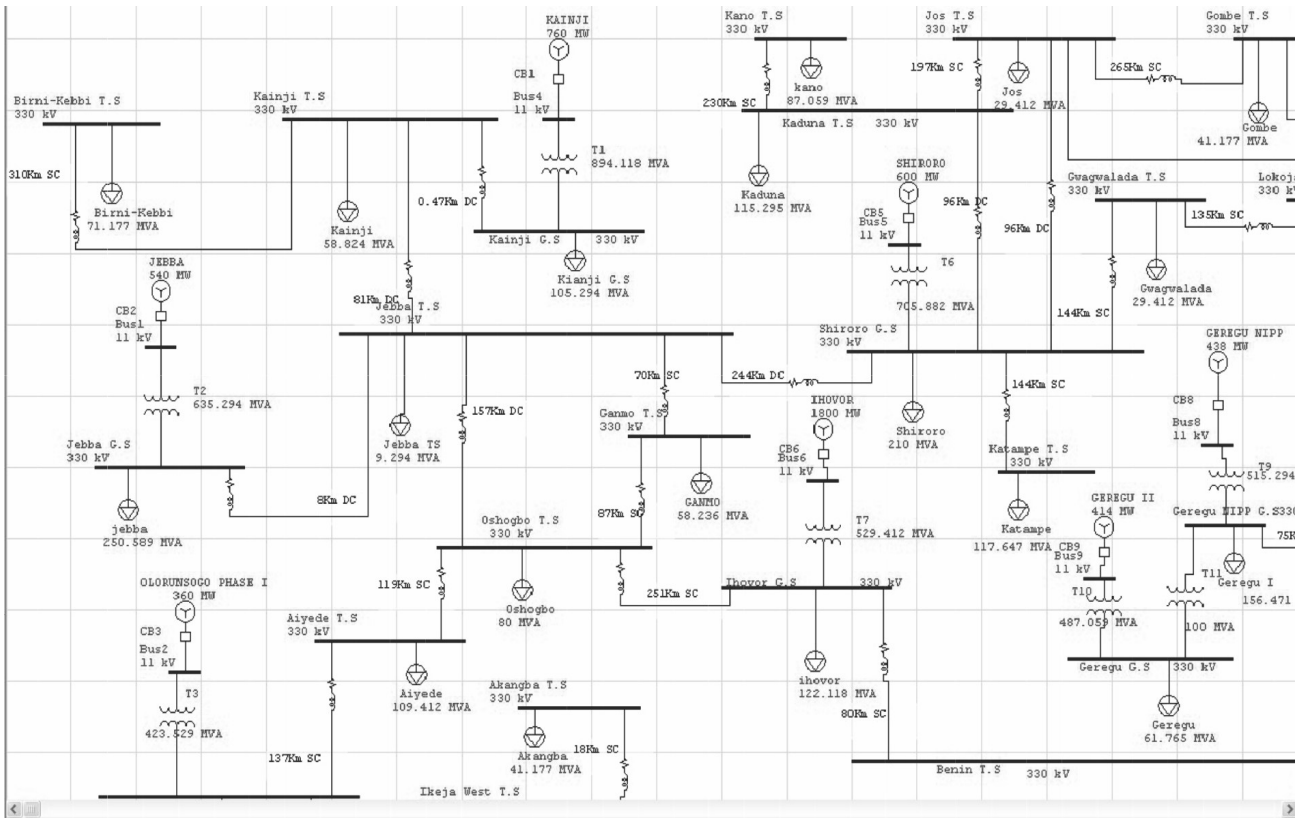 KAINJI
760 MW
CB1
Bus4
11 kV
T1
894.118 MVA
Kano T.S
330 kV
kano
87.059 MVA
230Km SC
Jos T.S
330 kV
197Km SC
Jos
29.412 MVA
265Km SC
Gombe T.S
330 kV
Gombe
41.177 MVA
Kaduna T.S
330 kV
Kaduna
115.295 MVA
Birni-Kebbi T.S
330 kV
310Km SC
Birni-Kebbi
71.177 MVA
Kainji T.S
330 kV
Kainji
58.824 MVA
0.47Km DC
Kainji G.S
330 kV
Kianji G.S
105.294 MVA
SHIRORO
600 MW
CB5
Bus5
11 kV
T6
705.882 MVA
96Km DC
96Km DC
Gwagwalada T.S
330 kV
Gwagwalada
29.412 MVA
135Km SC
330 kV
144Km SC
JEBBA
540 MW
CB2
Bus1
11 kV
T2
635.294 MVA
81Km DC
Jebba T.S
330 kV
Shiroro G.S
330 kV
Shiroro
210 MVA
244Km DC
70Km SC
157Km DC
Jebba TS
9.294 MVA
Jebba G.S
330 kV
jebba
250.589 MVA
8Km DC
Ganmo T.S
330 kV
GANMO
58.236 MVA
87Km SC
IHOVOR
1800 MW
CB6
Bus6
11 kV
T7
529.412 MVA
144Km SC
Katampe T.S
330 kV
Katampe
117.647 MVA
GEREGU NIPP
438 MW
CB8
Bus8
11 kV
T9
515.294
Geregu NIPP G.S
330
75K
Geregu I
156.471
GEREGU II
414 MW
CB9
Bus9
11 kV
T10
487.059 MVA
T11
100 MVA
Geregu G.S
330 kV
Geregu
61.765 MVA
Oshogbo T.S
330 kV
Oshogbo
80 MVA
119Km SC
251Km SC
Ihovor G.S
330 kV
ihovor
122.118 MVA
80Km SC
OLORUNSOGO PHASE I
360 MW
CB3
Bus2
11 kV
T3
423.529 MVA
Aiyede T.S
330 kV
Aiyede
109.412 MVA
137Km SC
Akangba T.S
330 kV
Akangba
41.177 MVA
18Km SC
Ikeja West T.S
Benin T.S
330 kV